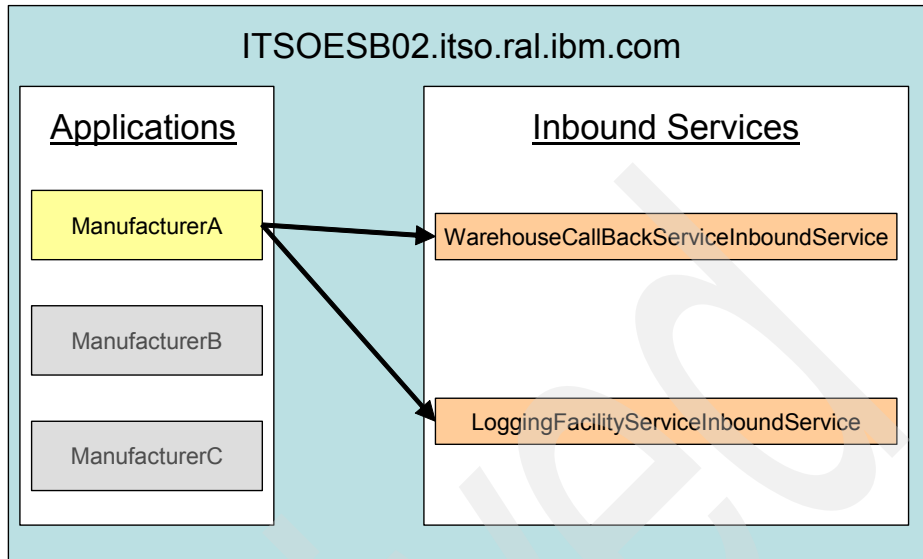 ITSOESB02.itso.ral.ibm.com
Applications
ManufacturerA
ManufacturerB
ManufacturerC
Inbound Services
WarehouseCallBackServiceInboundService
LoggingFacilityServiceInboundService